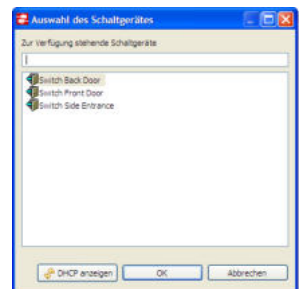 Auswahl des Schaltgerätes
Zur Verfügung stehende Schaltgeräte
Switch Back Door
Switch Front Door
Switch Side Entrance
DHCP anzeigen OK Abbrechen